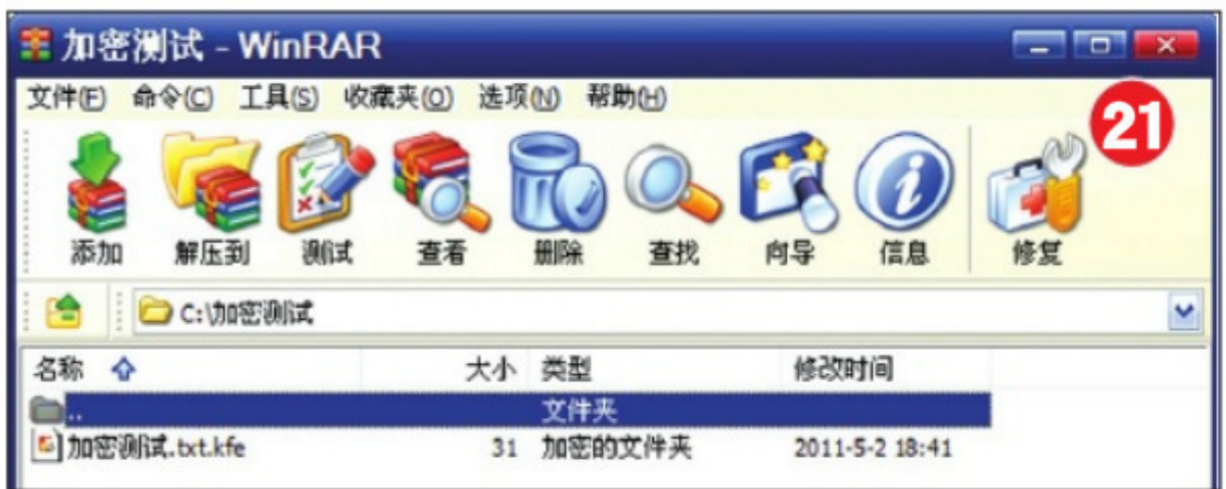 加密测试 - WinRAR
文件(F) 命令(C) 工具(S) 收藏夹(O) 选项(N) 帮助(H)
21
添加 解压到 测试 查看 删除 查找 向导 信息 修复
C:\加密测试
名称 大小 类型 修改时间
.. 文件夹
加密测试.txt.kfe 31 加密的文件夹 2011-5-2 18:41